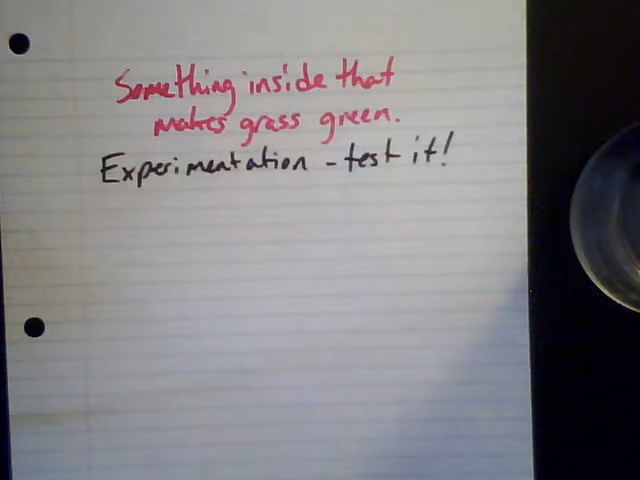 Something inside that
makes grass green.
Experimentation - test it!